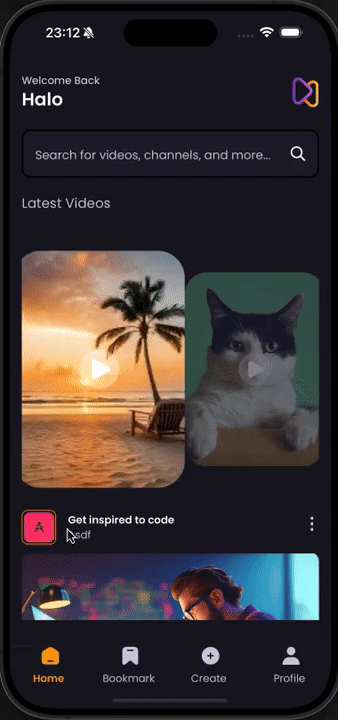 23:12
Welcome Back
Halo
Search for videos, channels, and more...
Latest Videos
A
Get inspired to code
sdf
Home
Bookmark
Create
Profile